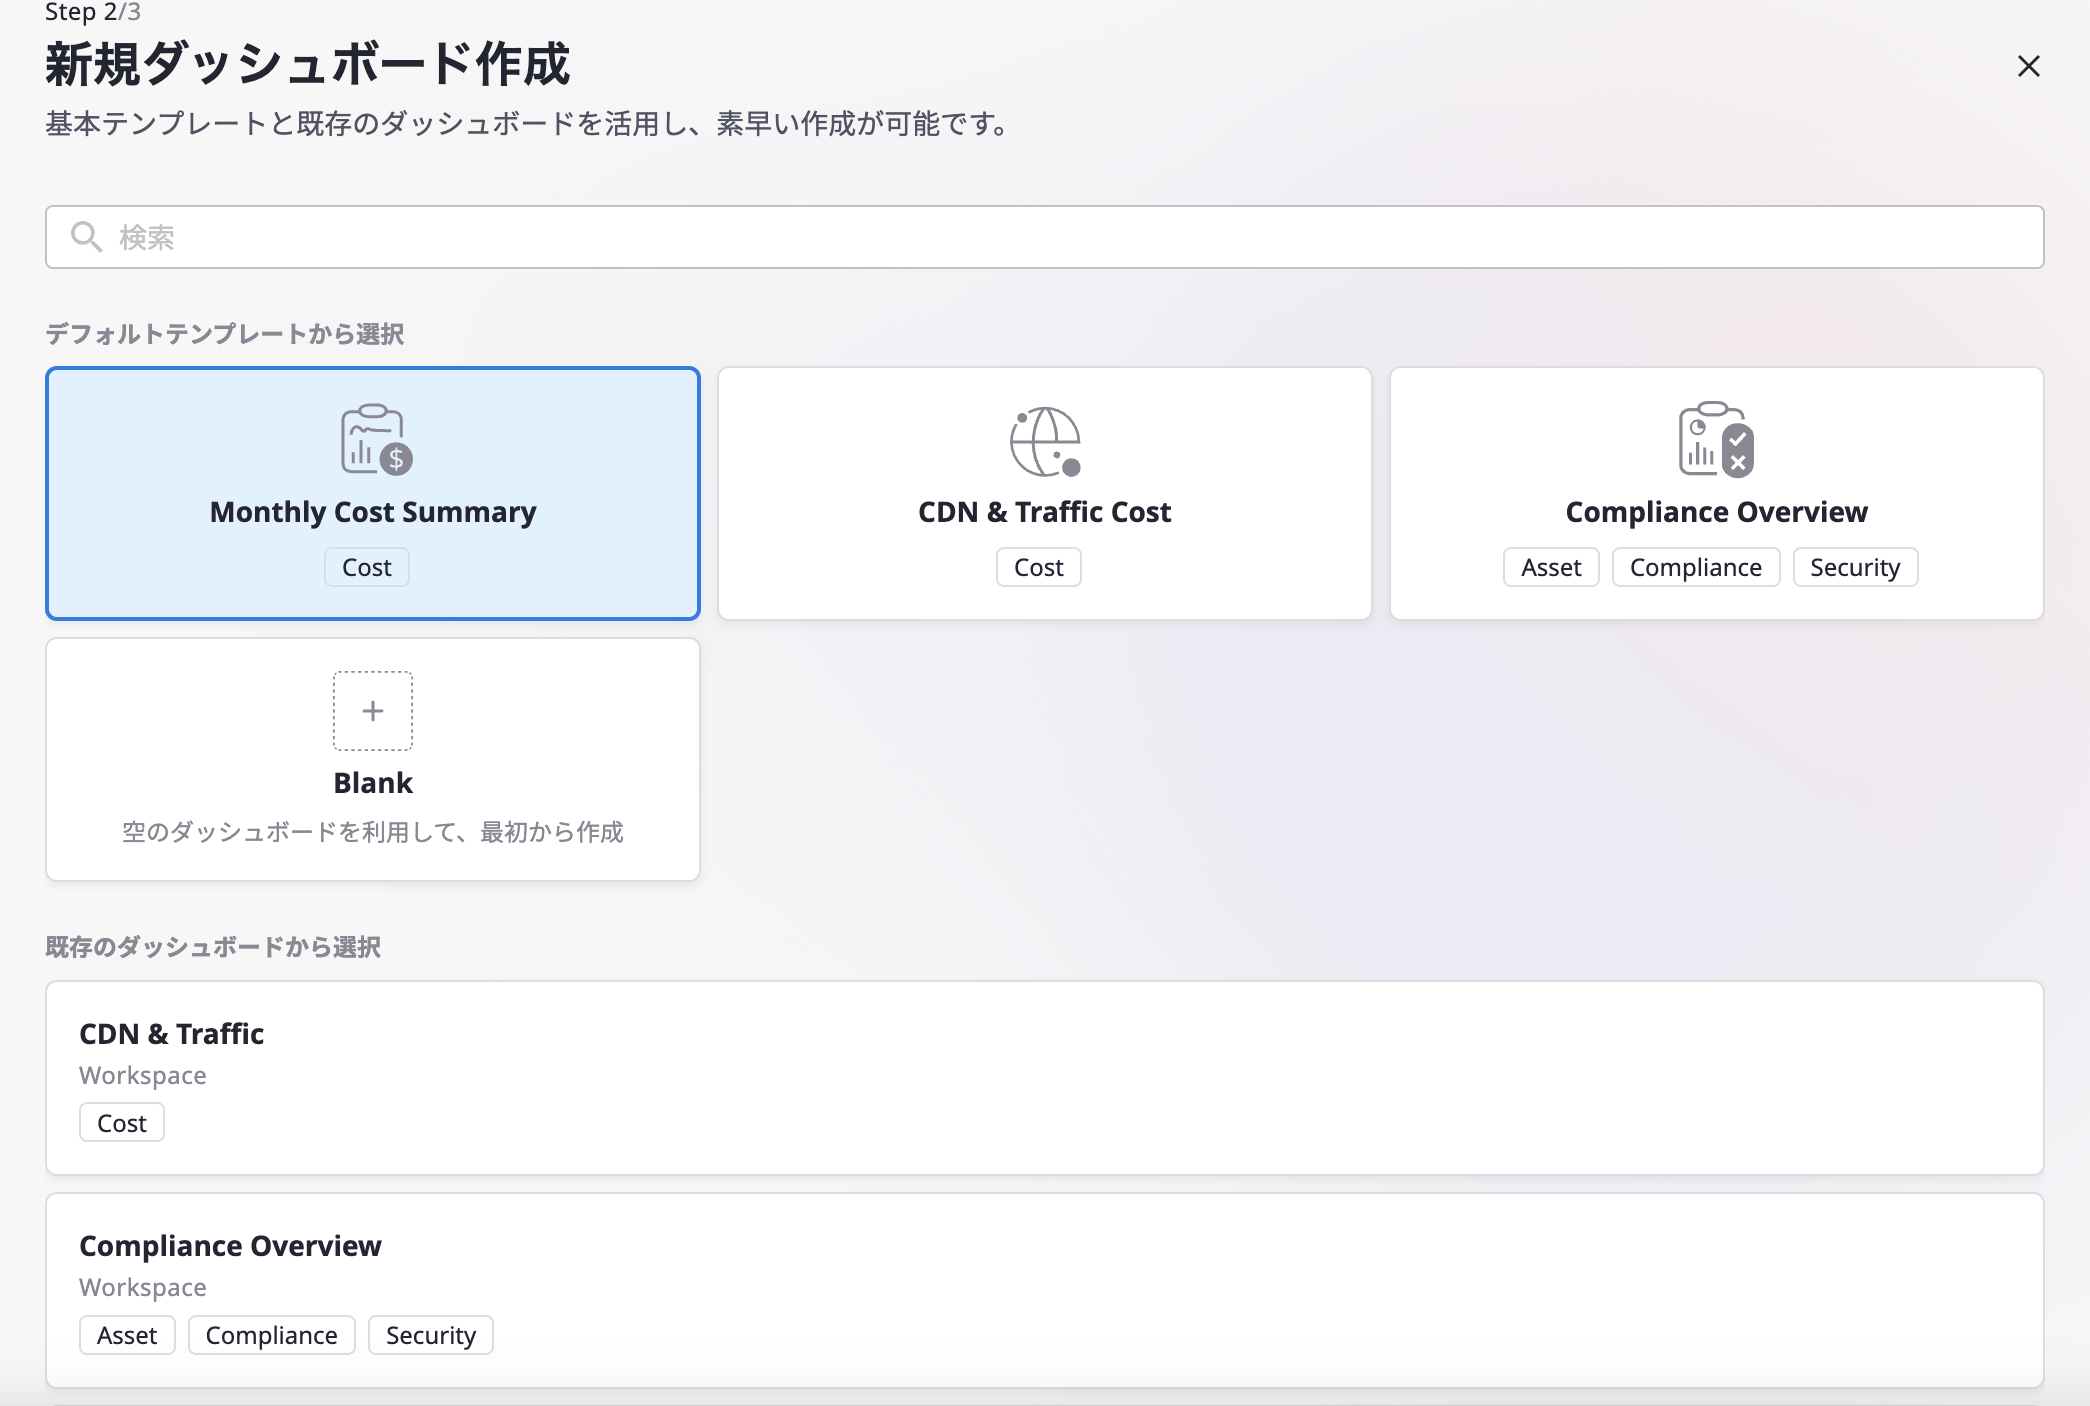 Step 2/3
新規ダッシュボード作成
基本テンプレートと既存のダッシュボードを活用し、素早い作成が可能です。
検索
デフォルトテンプレートから選択
Monthly Cost Summary
Cost
CDN & Traffic Cost
Cost
Compliance Overview
Asset Compliance Security
Blank
空のダッシュボードを利用して、最初から作成
既存のダッシュボードから選択
CDN & Traffic
Workspace
Cost
Compliance Overview
Workspace
Asset Compliance Security